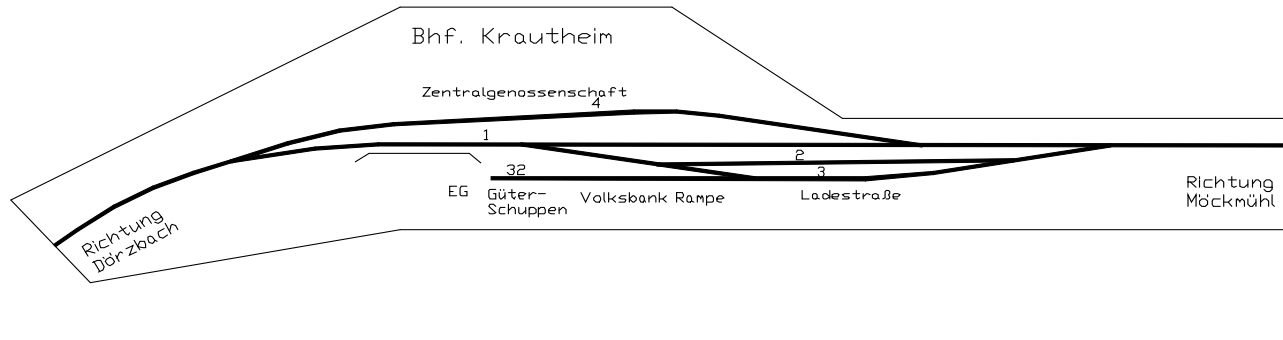 Bhf. Krautheim
Zentralgenossenschaft
4
1
2
32
3
EG
Güter-
Schuppen
Volksbank Rampe
Ladestraße
Richtung
Möckmühl
Richtung
Dörzbach